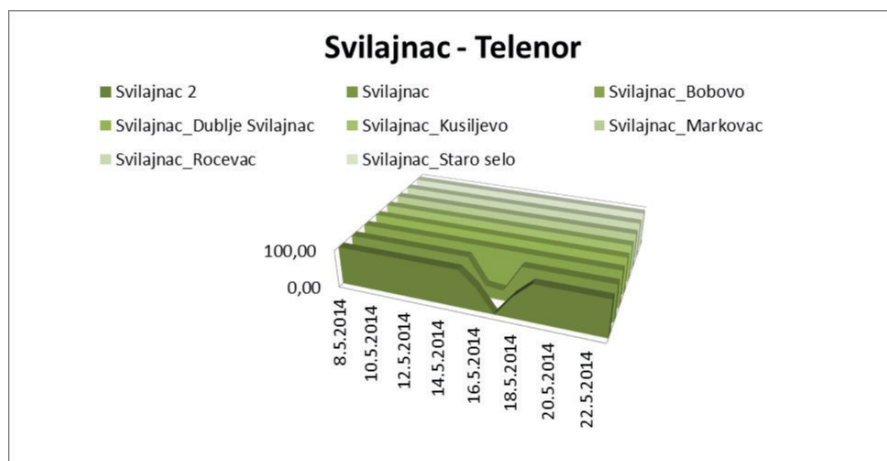 Svilajnac - Telenor
Svilajnac 2 Svilajnac Svilajnac_Bobovo
Svilajnac_Dublje Svilajnac Svilajnac_Kusiljevo Svilajnac_Markovac
Svilajnac_Rocevac Svilajnac_Staro selo
100,00
0,00
8.5.2014
10.5.2014
12.5.2014
14.5.2014
16.5.2014
18.5.2014
20.5.2014
22.5.2014